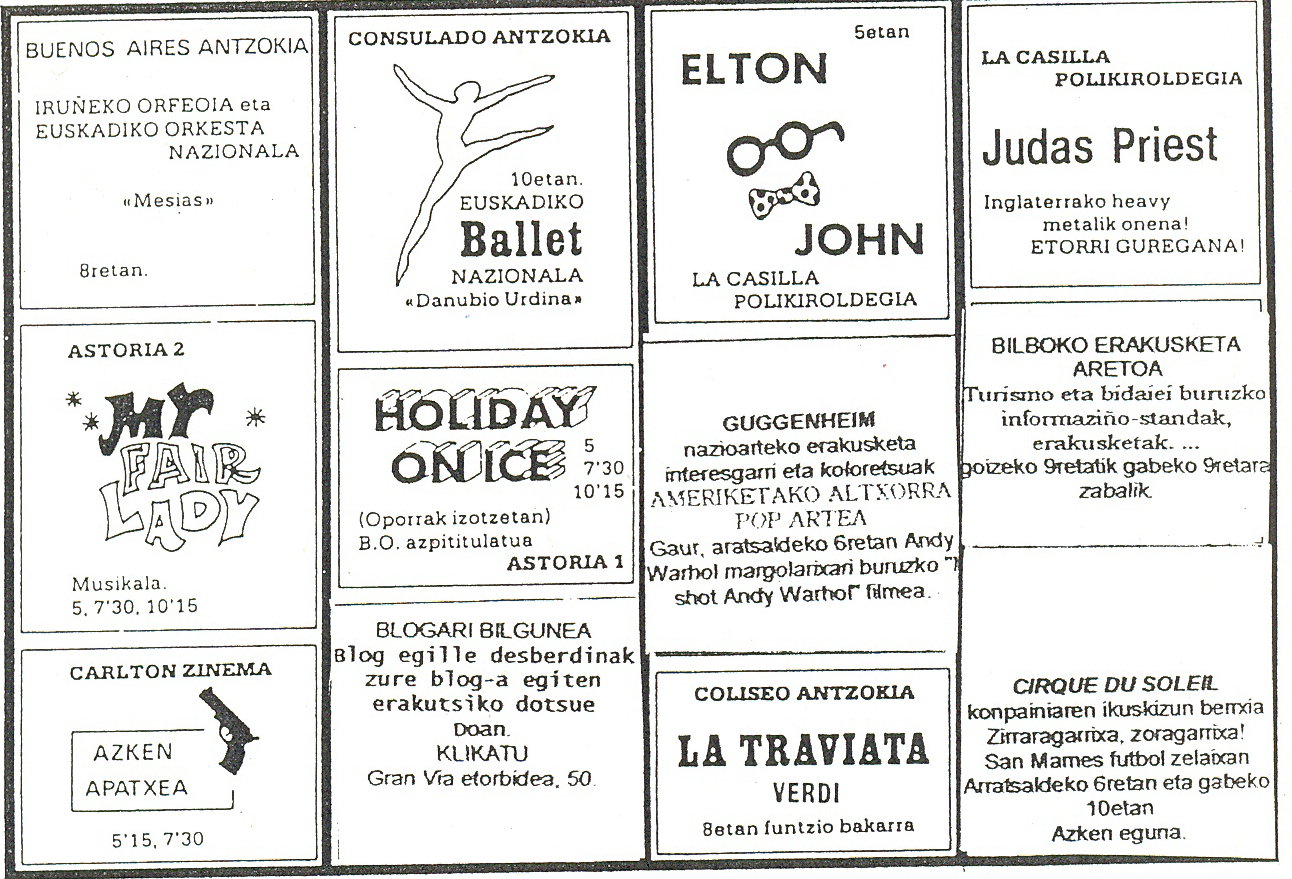 BUENOS AIRES ANTZOKIA
IRUÑEKO ORFEOIA eta
EUSKADIKO ORKESTA
NAZIONALA
«Mesias»
8retan.
ASTORIA 2
MY
FAIR
LADY
Musikala.
5, 7'30, 10'15
CARLTON ZINEMA
AZKEN
APATXEA
5'15, 7'30
CONSULADO ANTZOKIA
10etan.
EUSKADIKO
Ballet
NAZIONALA
«Danubio Urdina»
HOLIDAY
ON ICE
5
7'30
10'15
(Oporrak izotzetan)
B.O. azpititulatua
ASTORIA 1
BLOGARI BILGUNEA
Blog egille desberdinak
zure blog-a egiten
erakutsiko dotsue
Doan.
KLIKATU
Gran Via etorbidea, 50.
5etan
ELTON
JOHN
LA CASILLA
POLIKIROLDEGIA
GUGGENHEIM
nazioarteko erakusketa
interesgarri eta koloretsuak
AMERIKETAKO ALTXORRA
POP ARTEA
Gaur, aratsaldeko 6retan Andy
Warhol margolarixari buruzko "I
shot Andy Warhol" filmea.
COLISEO ANTZOKIA
LA TRAVIATA
VERDI
8etan funtzio bakarra
LA CASILLA
POLIKIROLDEGIA
Judas Priest
Inglaterrako heavy
metalik onena!
ETORRI GUREGANA!
BILBOKO ERAKUSKETA
ARETOA
Turismo eta bidaiei buruzko
informaziño-standak,
erakusketak. ...
goizeko 9retatik gabeko 9retara
zabalik.
CIRQUE DU SOLEIL
konpainiaren ikuskizun berrixia
Zirraragarrixa, zoragarrixa!
San Mames futbol zelaixan
Arratsaldeko 6retan eta gabeko
10etan
Azken eguna.